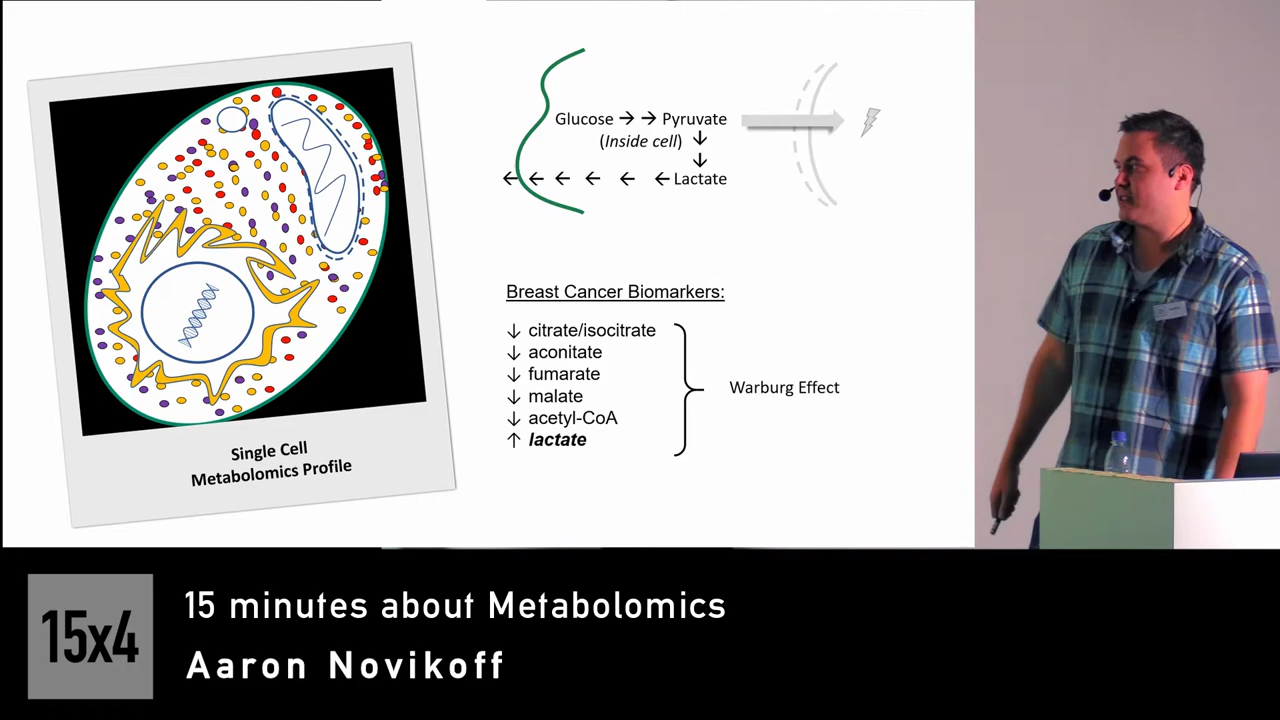 Glucose → → Pyruvate
(Inside cell) ↓
↓
← ← ← ← ← ← Lactate
Breast Cancer Biomarkers:
↓ citrate/isocitrate
↓ aconitate
↓ fumarate
↓ malate
↓ acetyl-CoA
↑ lactate
Warburg Effect
Single Cell
Metabolomics Profile
15x4
15 minutes about Metabolomics
Aaron Novikoff